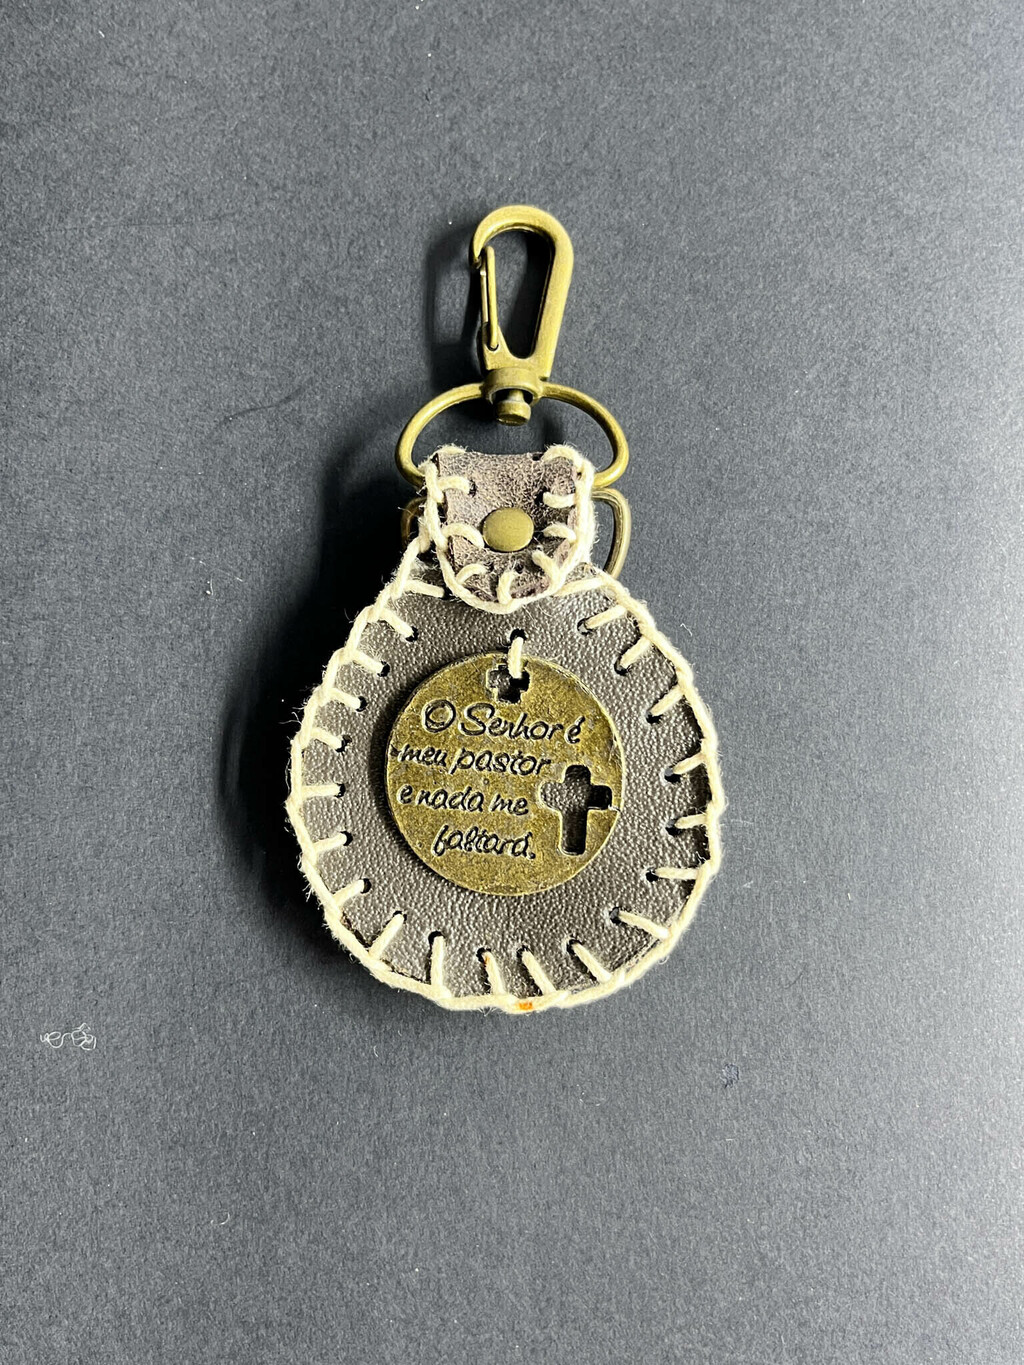 O Senhor é
meu pastor
e nada me
faltará.